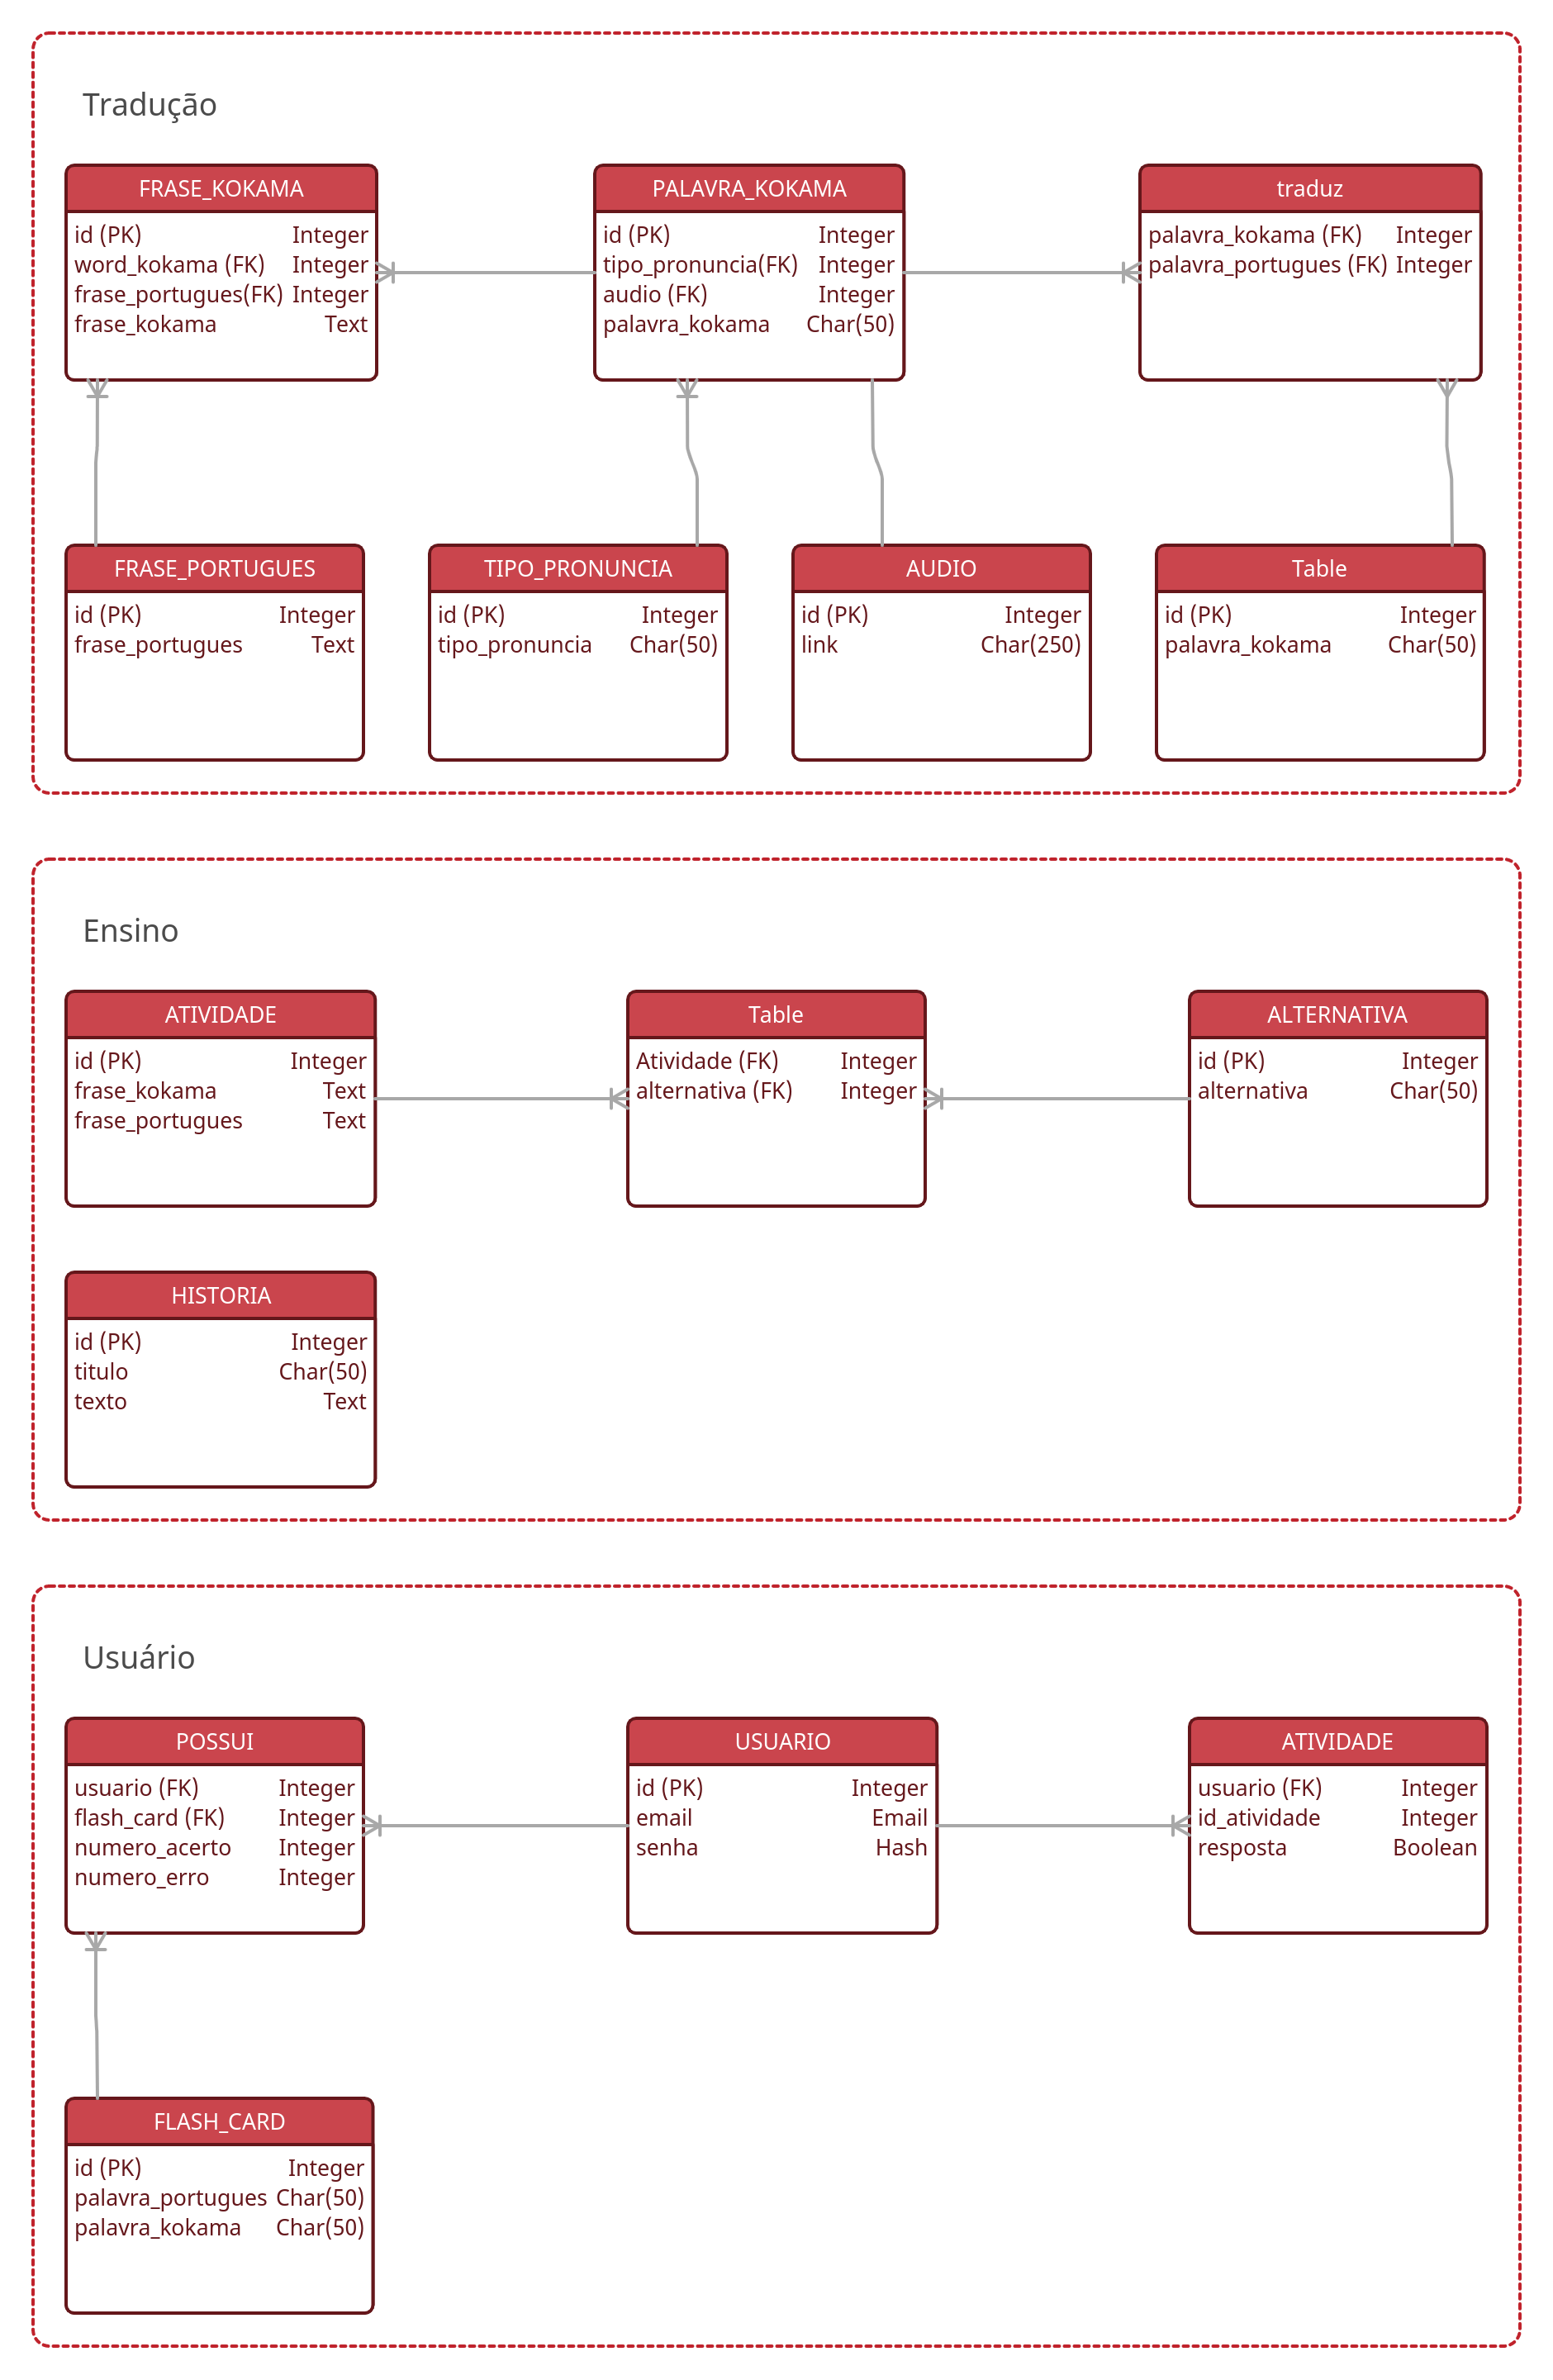 Tradução
FRASE_KOKAMA
id (PK) Integer
word_kokama (FK) Integer
frase_portugues(FK) Integer
frase_kokama Text
PALAVRA_KOKAMA
id (PK) Integer
tipo_pronuncia(FK) Integer
audio (FK) Integer
palavra_kokama Char(50)
traduz
palavra_kokama (FK) Integer
palavra_portugues (FK) Integer
FRASE_PORTUGUES
id (PK) Integer
frase_portugues Text
TIPO_PRONUNCIA
id (PK) Integer
tipo_pronuncia Char(50)
AUDIO
id (PK) Integer
link Char(250)
Table
id (PK) Integer
palavra_kokama Char(50)
Ensino
ATIVIDADE
id (PK) Integer
frase_kokama Text
frase_portugues Text
Table
Atividade (FK) Integer
alternativa (FK) Integer
ALTERNATIVA
id (PK) Integer
alternativa Char(50)
HISTORIA
id (PK) Integer
titulo Char(50)
texto Text
Usuário
POSSUI
usuario (FK) Integer
flash_card (FK) Integer
numero_acerto Integer
numero_erro Integer
USUARIO
id (PK) Integer
email Email
senha Hash
ATIVIDADE
usuario (FK) Integer
id_atividade Integer
resposta Boolean
FLASH_CARD
id (PK) Integer
palavra_portugues Char(50)
palavra_kokama Char(50)